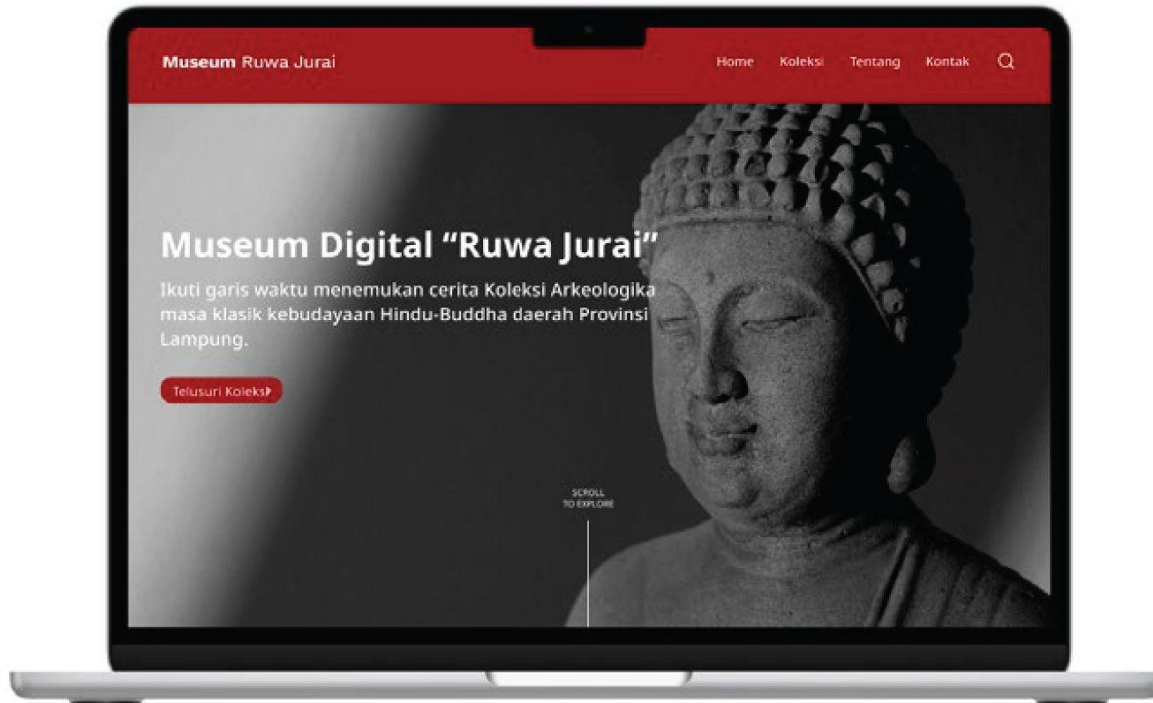 Museum Ruwa Jurai
Home Koleksi Tentang Kontak
Museum Digital “Ruwa Jurai”
Ikuti garis waktu menemukan cerita Koleksi Arkeologika
masa klasik kebudayaan Hindu-Buddha daerah Provinsi
Lampung.
Telusuri Koleksi
SCROLL
TO EXPLORE